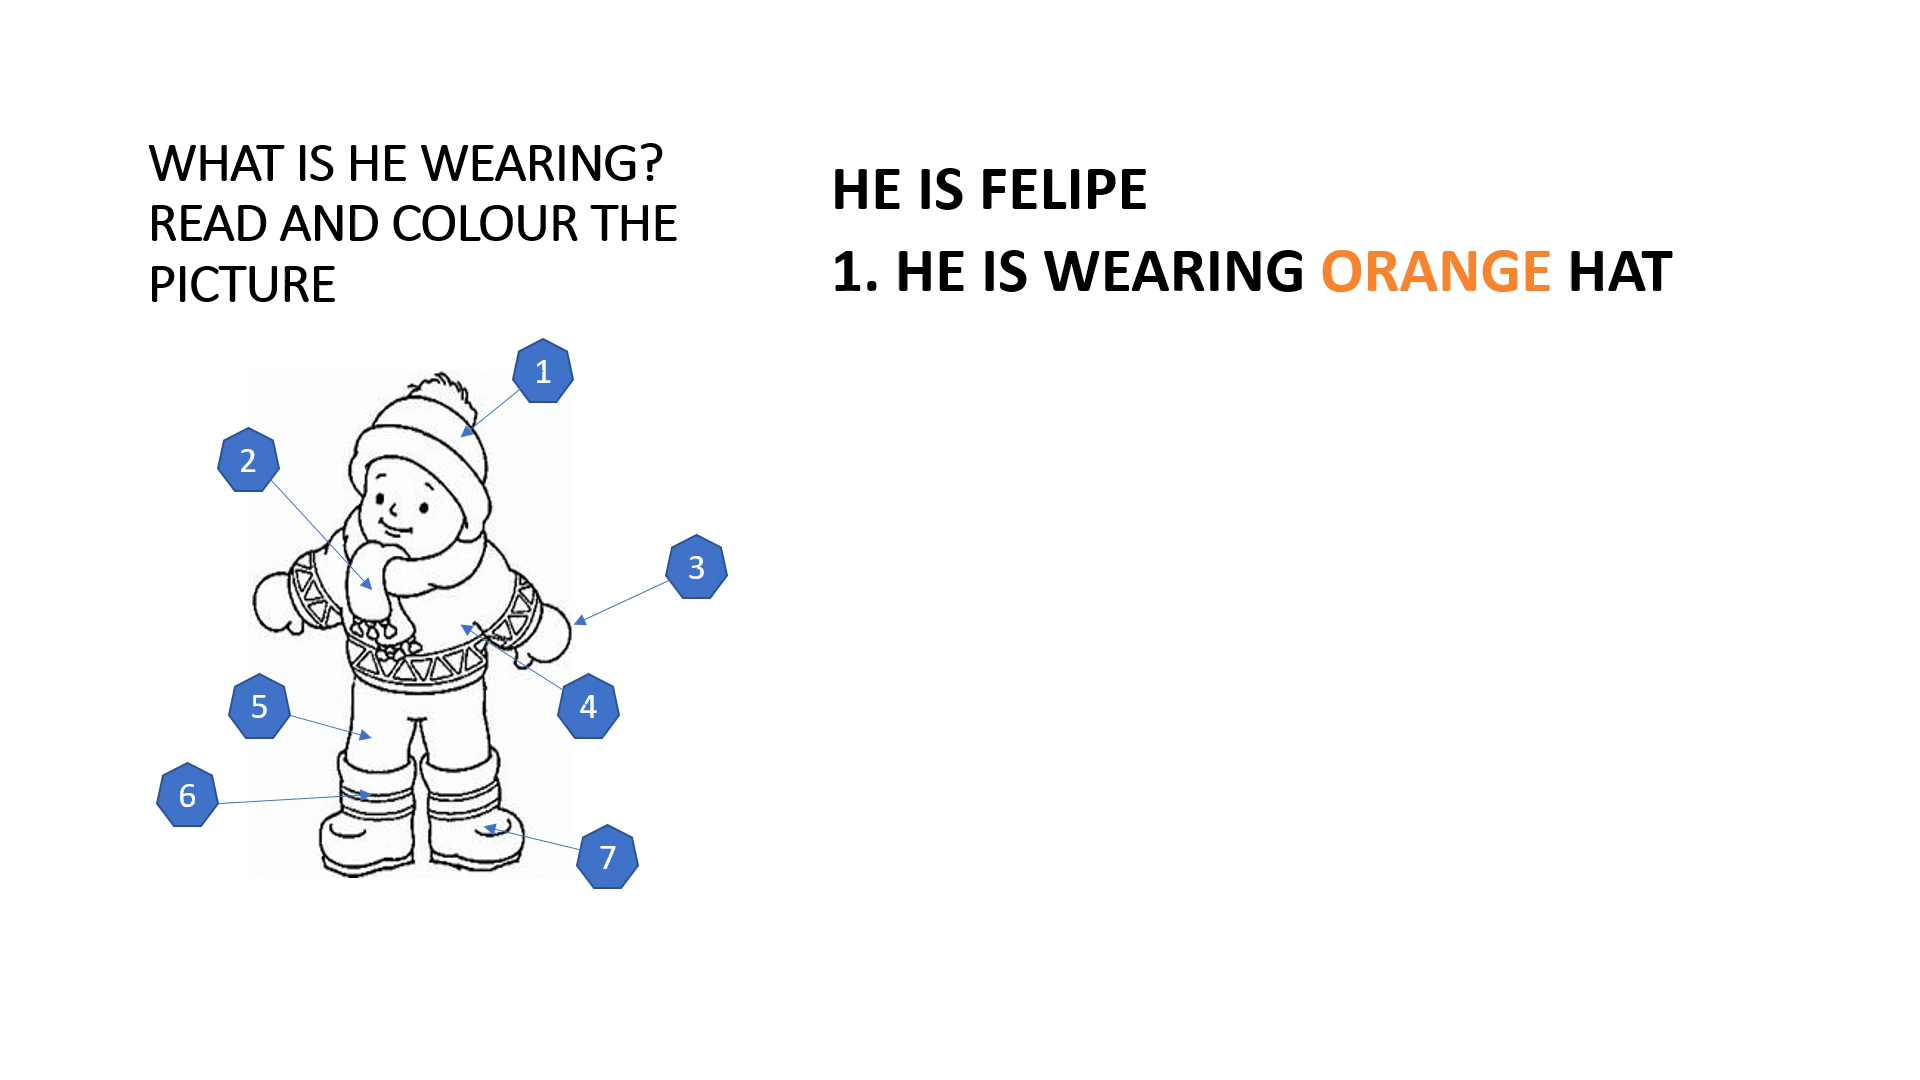 WHAT IS HE WEARING?
READ AND COLOUR THE
PICTURE
HE IS FELIPE
1. HE IS WEARING ORANGE HAT
1
2
3
4
5
6
7